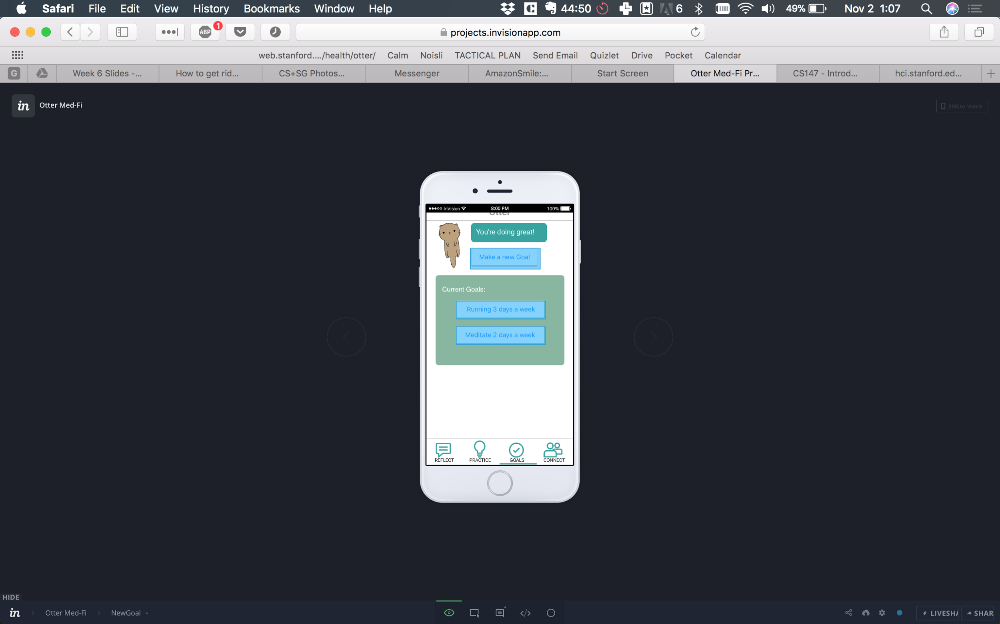 Safari File Edit View History Bookmarks Window Help 44:50 6 49% Nov 2 1:07
ABP 1 projects.invisionapp.com
web.stanford..../health/otter/ Calm Noisli TACTICAL PLAN Send Email Quizlet Drive Pocket Calendar
G Week 6 Slides -... How to get rid... CS+SG Photos... Messenger AmazonSmile:... Start Screen Otter Med-Fi Pr... CS147 - Introd... hci.stanford.ed... +
in Otter Med-Fi SMS to Mobile
InVision 8:00 PM 100%
Otter
You're doing great!
Make a new Goal
Current Goals:
Running 3 days a week
Meditate 2 days a week
REFLECT PRACTICE GOALS CONNECT
HIDE
in Otter Med-Fi NewGoal </> LIVESHA SHAR